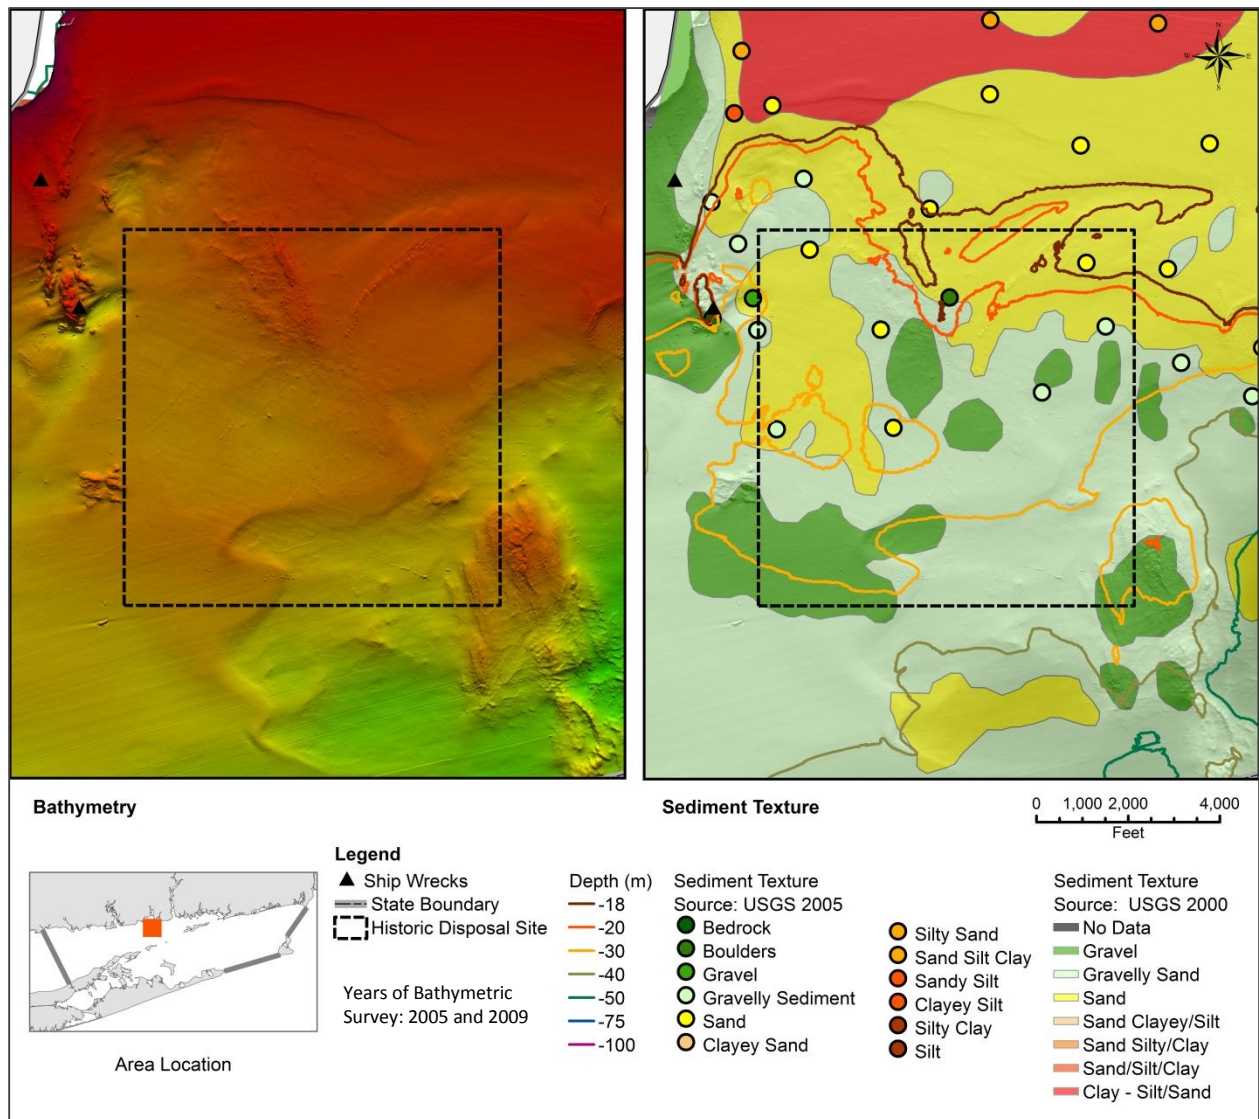 N
W E
S
Bathymetry
Sediment Texture
0 1,000 2,000 4,000
Feet
Area Location
Legend
Ship Wrecks
State Boundary
Historic Disposal Site
Years of Bathymetric
Survey: 2005 and 2009
Depth (m)
-18
-20
-30
-40
-50
-75
-100
Sediment Texture
Source: USGS 2005
Bedrock
Boulders
Gravel
Gravelly Sediment
Sand
Clayey Sand
Silty Sand
Sand Silt Clay
Sandy Silt
Clayey Silt
Silty Clay
Silt
Sediment Texture
Source: USGS 2000
No Data
Gravel
Gravelly Sand
Sand
Sand Clayey/Silt
Sand Silty/Clay
Sand/Silt/Clay
Clay - Silt/Sand